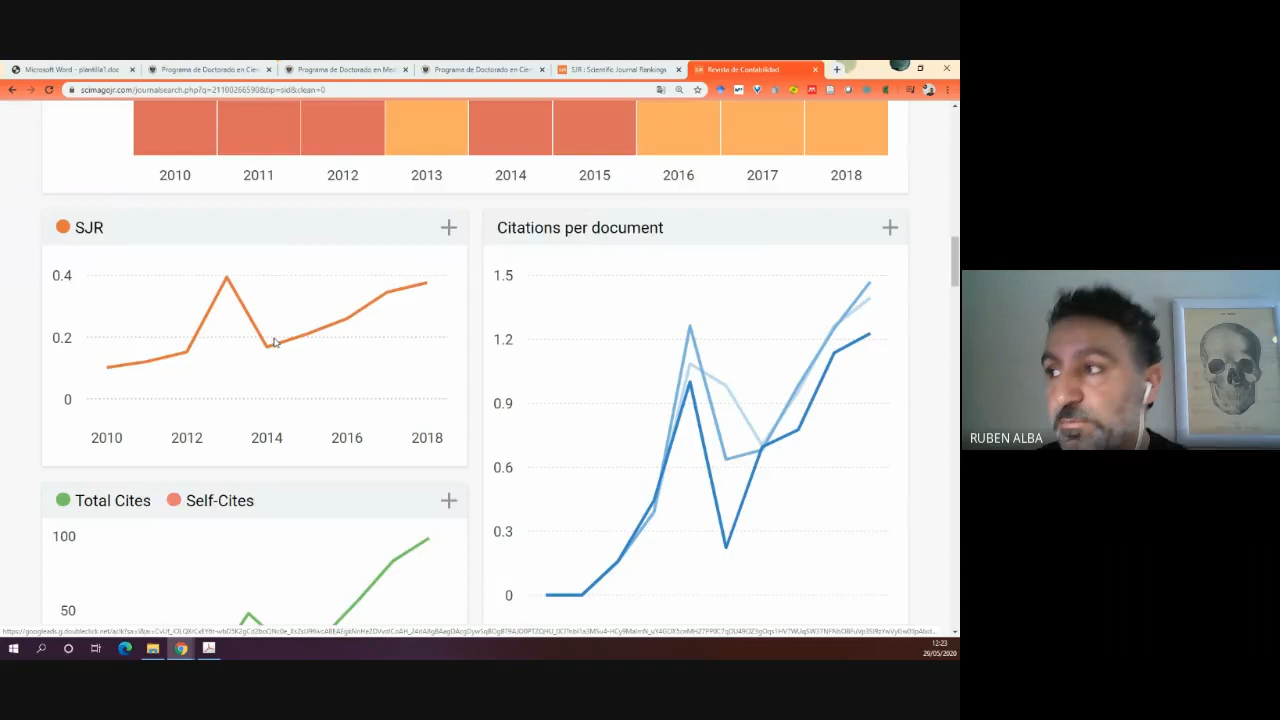 Microsoft Word - plantilla1.doc
Programa de Doctorado en Cien
Programa de Doctorado en Med
Programa de Doctorado en Cien
SJR : Scientific Journal Rankings
Revista de Contabilidad
scimagojr.com/journalsearch.php?q=21100266590&tip=sid&clean=0
2010 2011 2012 2013 2014 2015 2016 2017 2018
SJR
0.4
0.2
0
2010 2012 2014 2016 2018
Citations per document
1.5
1.2
0.9
0.6
0.3
0
Total Cites Self-Cites
100
50
RUBEN ALBA
12:23
29/05/2020